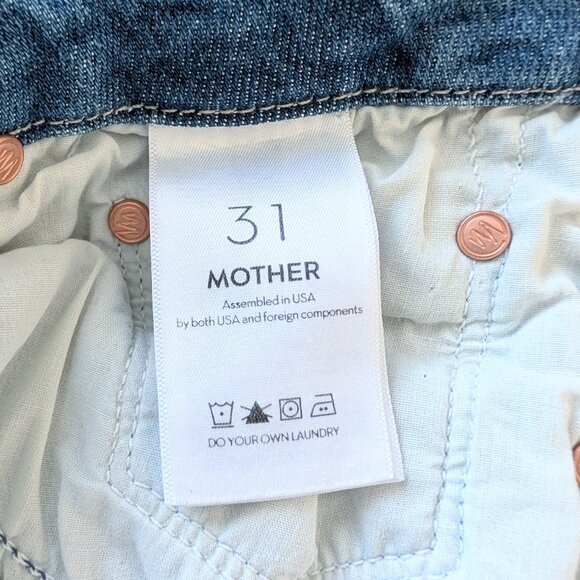 31
MOTHER
Assembled in USA
by both USA and foreign components
DO YOUR OWN LAUNDRY